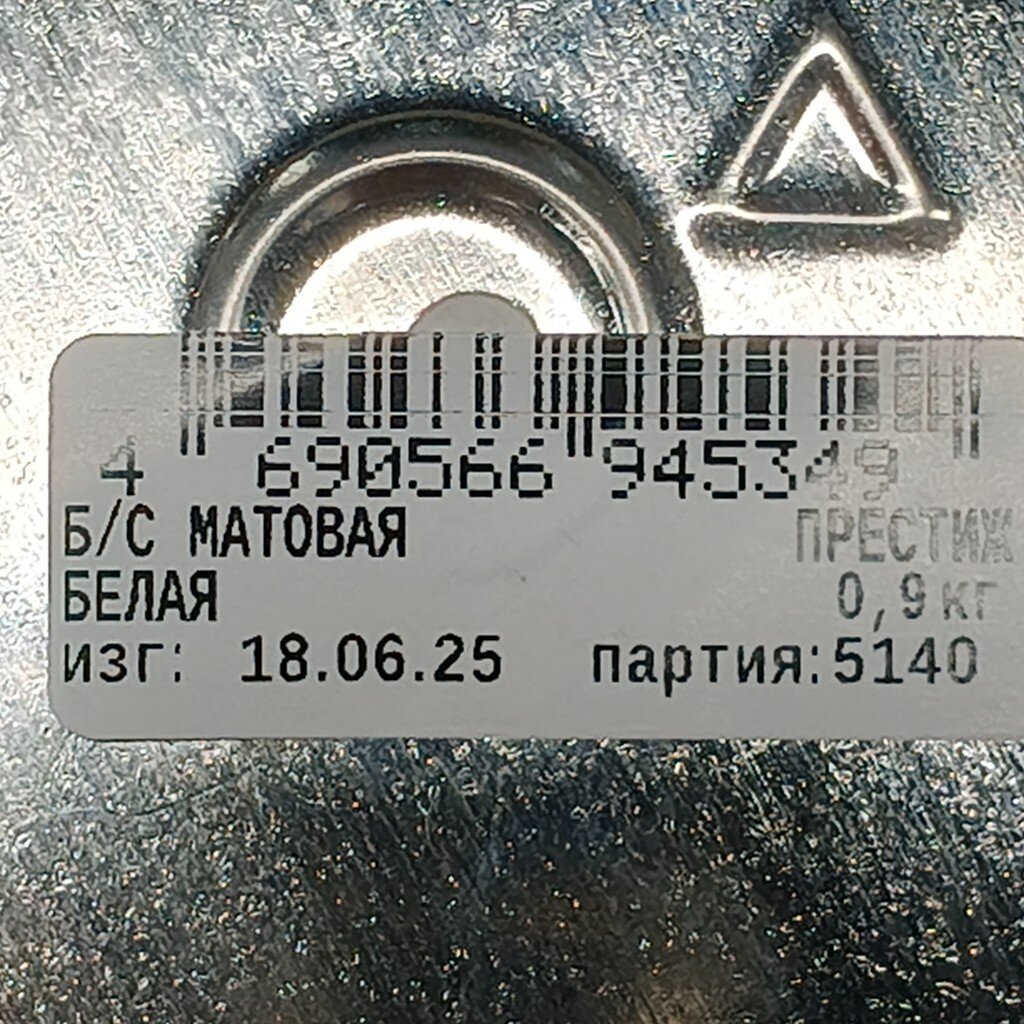 4 690566 945349
Б/С МАТОВАЯ ПРЕСТИЖ
БЕЛАЯ 0,9кг
изг: 18.06.25 партия:5140